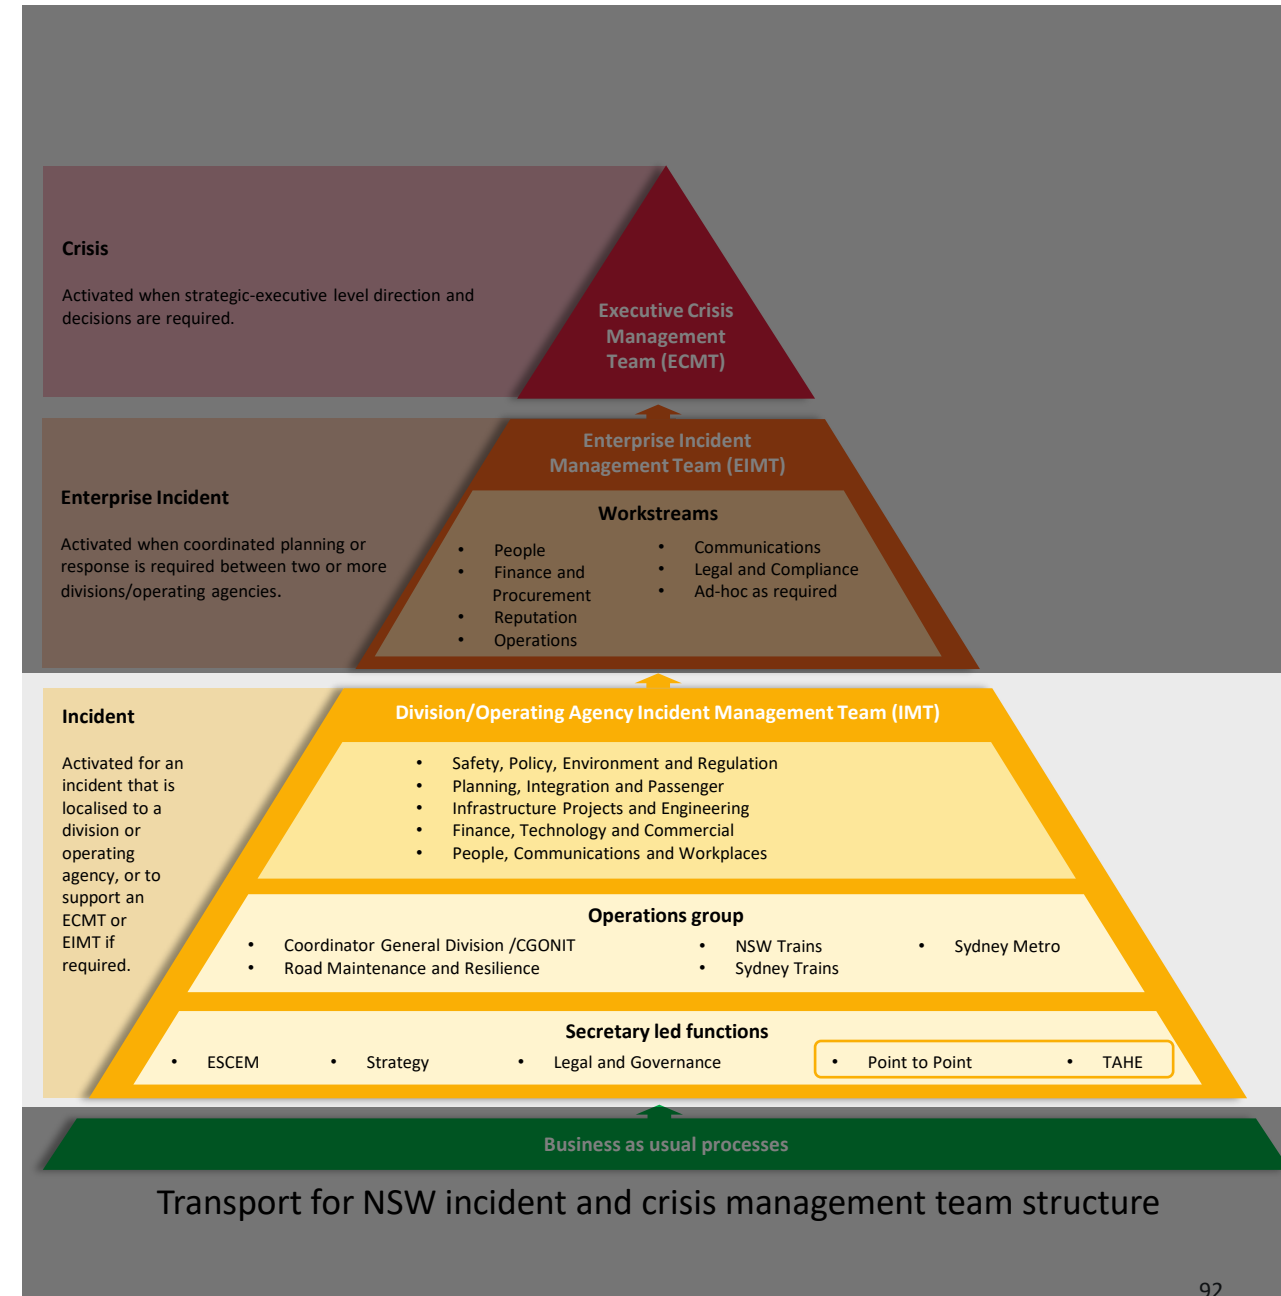 Crisis
Activated when strategic-executive level direction and
decisions are required.
Executive Crisis
Management
Team (ECMT)
Enterprise Incident
Activated when coordinated planning or
response is required between two or more
divisions/operating agencies.
Enterprise Incident
Management Team (EIMT)
Workstreams
• People
• Finance and
Procurement
• Reputation
• Operations
• Communications
• Legal and Compliance
• Ad-hoc as required
Incident
Activated for an
incident that is
localised to a
division or
operating
agency, or to
support an
ECMT or
EIMT if
required.
Division/Operating Agency Incident Management Team (IMT)
• Safety, Policy, Environment and Regulation
• Planning, Integration and Passenger
• Infrastructure Projects and Engineering
• Finance, Technology and Commercial
• People, Communications and Workplaces
Operations group
• Coordinator General Division /CGONIT
• Road Maintenance and Resilience
• NSW Trains
• Sydney Trains
• Sydney Metro
Secretary led functions
• ESCEM • Strategy • Legal and Governance • Point to Point • TAHE
Business as usual processes
Transport for NSW incident and crisis management team structure
92